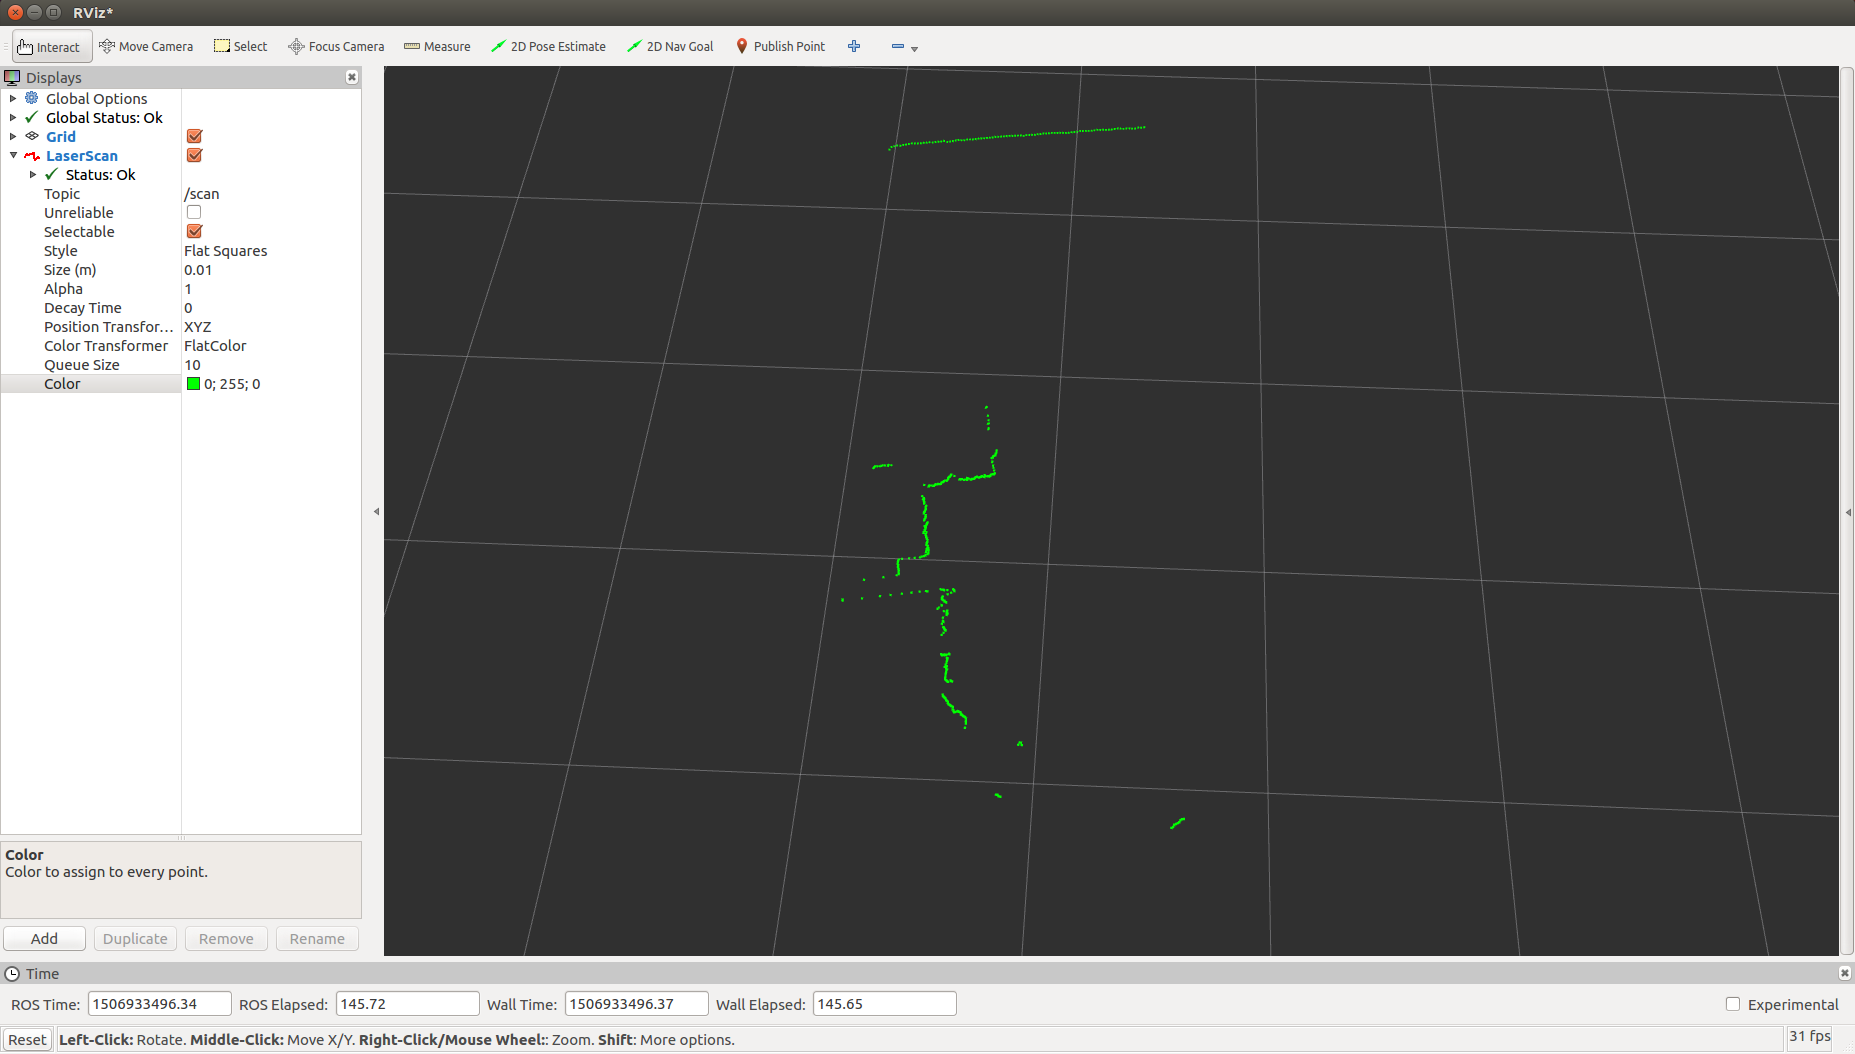 RViz*
Interact Move Camera Select Focus Camera Measure 2D Pose Estimate 2D Nav Goal Publish Point
Displays
Global Options
Global Status: Ok
Grid
LaserScan
Status: Ok
Topic /scan
Unreliable
Selectable
Style Flat Squares
Size (m) 0.01
Alpha 1
Decay Time 0
Position Transfor... XYZ
Color Transformer FlatColor
Queue Size 10
Color 0; 255; 0
Color
Color to assign to every point.
Add Duplicate Remove Rename
Time
ROS Time: 1506933496.34 ROS Elapsed: 145.72 Wall Time: 1506933496.37 Wall Elapsed: 145.65 Experimental
Reset Left-Click: Rotate. Middle-Click: Move X/Y. Right-Click/Mouse Wheel:: Zoom. Shift: More options. 31 fps